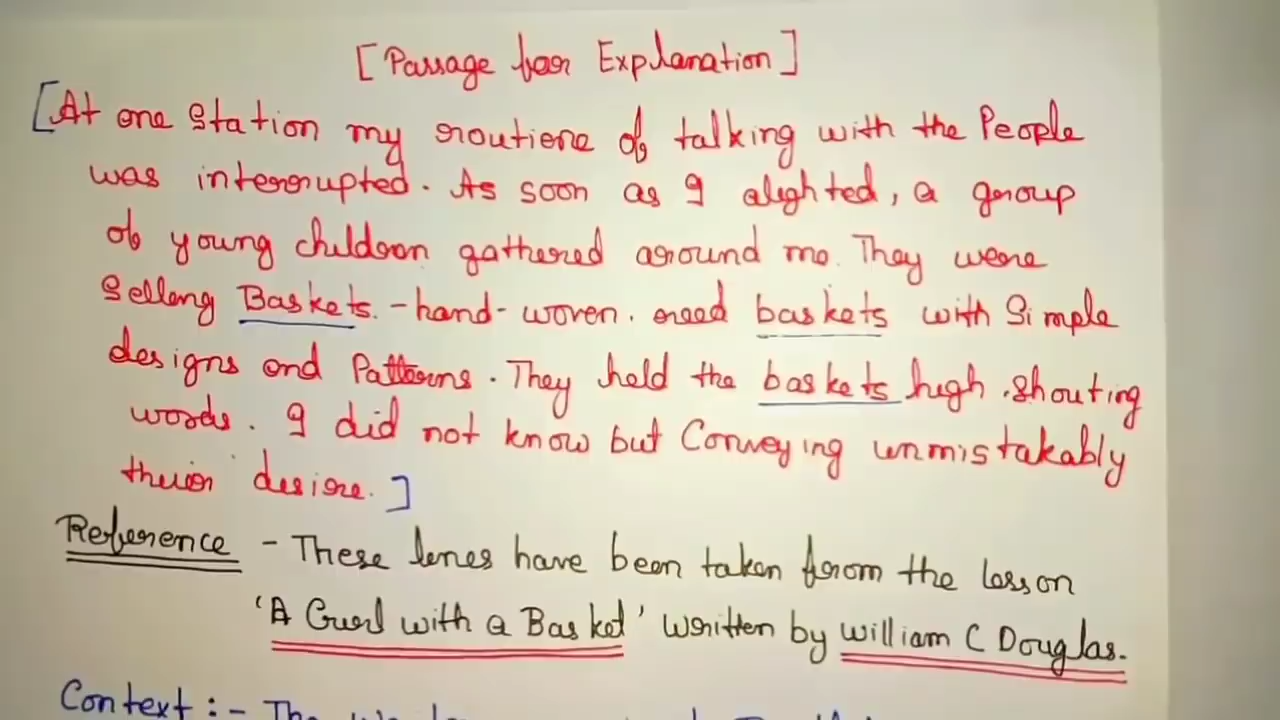 [Passage for Explanation]
[At one station my routine of talking with the People
was interrupted. As soon as I alighted, a group
of young children gathered around me. They were
Selling Baskets. - hand - woven. reed baskets with Simple
designs and Patterns. They held the baskets high. shouting
words. I did not know but Conveying unmistakably
their desire.]
Reference - These lines have been taken from the lesson
'A Girl with a Basket' written by william C Douglas.
Context :- The